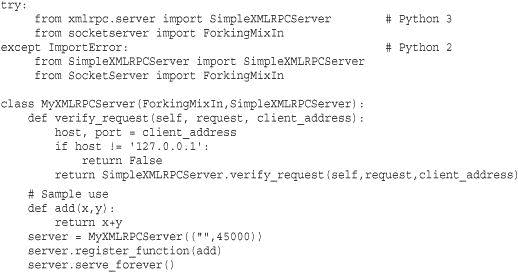 try:
     from xmlrpc.server import SimpleXMLRPCServer        # Python 3
     from socketserver import ForkingMixIn
except ImportError:                                      # Python 2
     from SimpleXMLRPCServer import SimpleXMLRPCServer
     from SocketServer import ForkingMixIn

class MyXMLRPCServer(ForkingMixIn,SimpleXMLRPCServer):
    def verify_request(self, request, client_address):
        host, port = client_address
        if host != '127.0.0.1':
            return False
        return SimpleXMLRPCServer.verify_request(self,request,client_address)
    # Sample use
    def add(x,y):
        return x+y
    server = MyXMLRPCServer(("",45000))
    server.register_function(add)
    server.serve_forever()